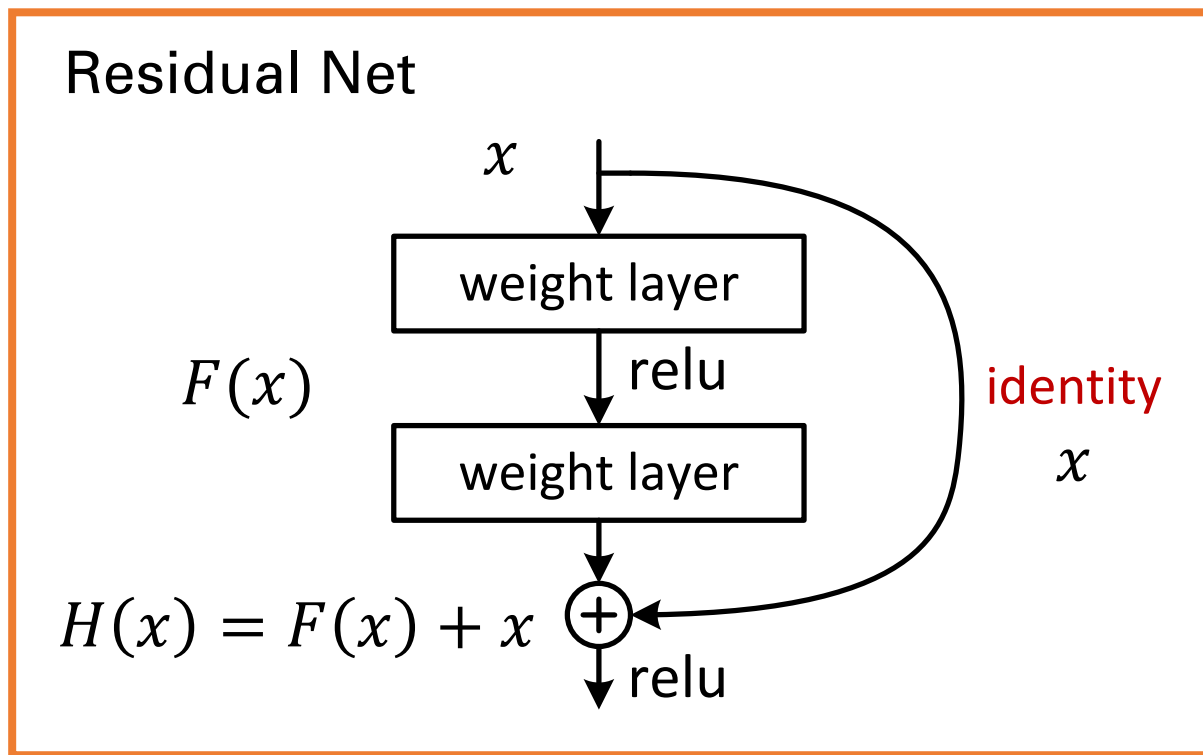 Residual Net
x
weight layer
relu
F(x)
identity
x
weight layer
H(x) = F(x) + x
+
relu